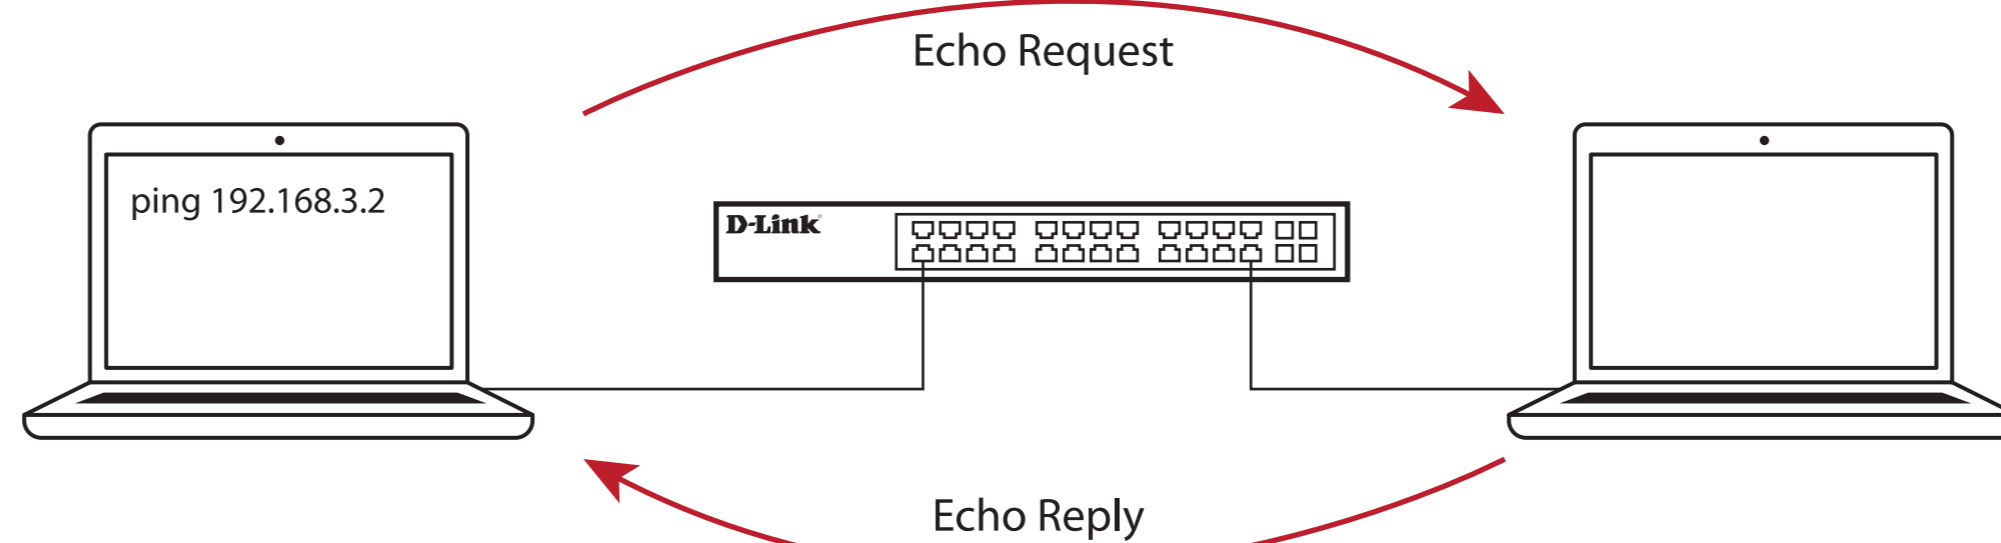 Echo Request
ping 192.168.3.2
D-Link
Echo Reply